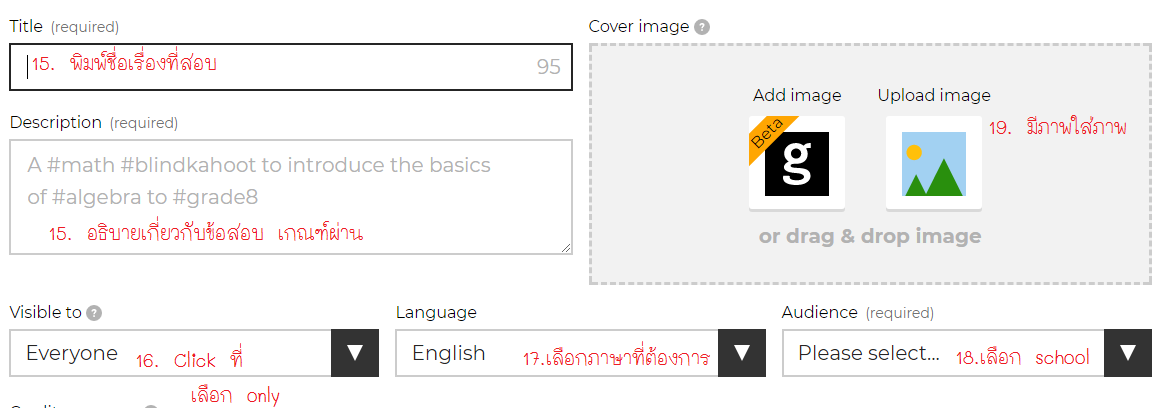 Title (required)
15. พิมพ์ชื่อเรื่องที่สอบ
95
Description (required)
A #math #blindkahoot to introduce the basics
of #algebra to #grade8
15. อธิบายเกี่ยวกับข้อสอบ เกณฑ์ผ่าน
Cover image ?
Add image Upload image
Beta
g
19. มีภาพใส่ภาพ
or drag & drop image
Visible to ?
Everyone 16. Click ที่
เลือก only
Language
English 17.เลือกภาษาที่ต้องการ
Audience (required)
Please select... 18.เลือก school